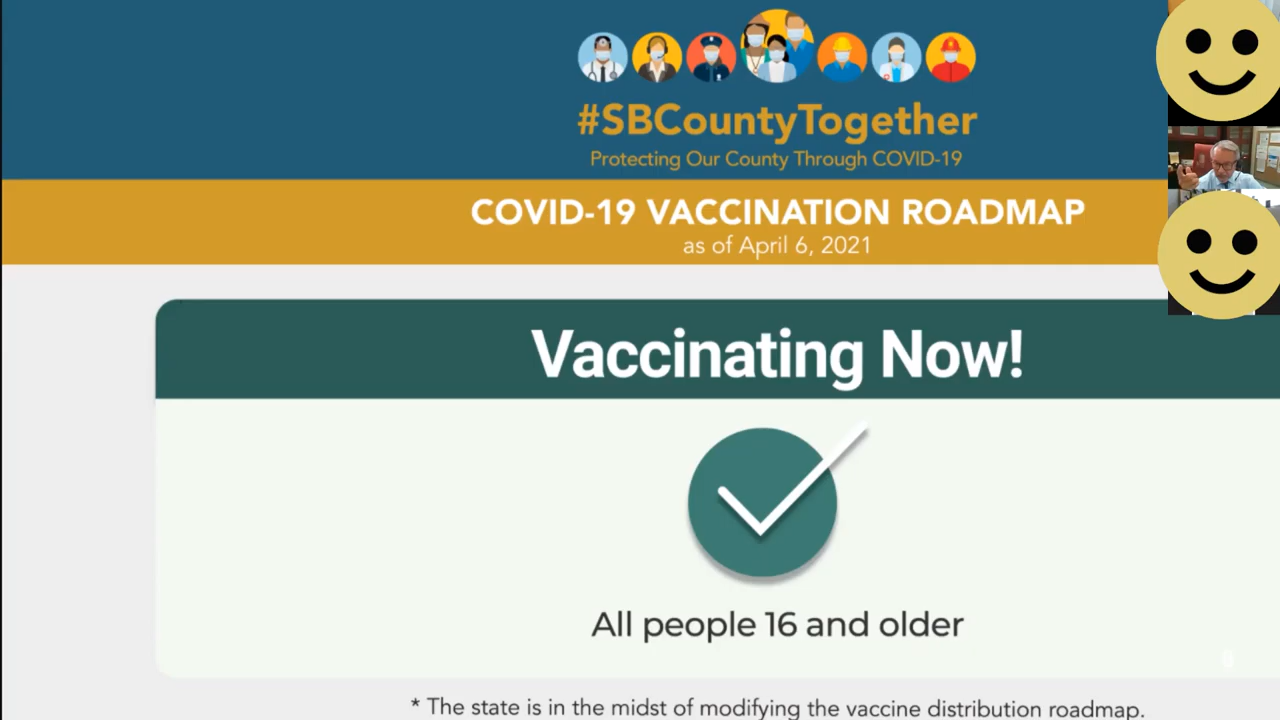 #SBCountyTogether
Protecting Our County Through COVID-19
COVID-19 VACCINATION ROADMAP
as of April 6, 2021
Vaccinating Now!
All people 16 and older
* The state is in the midst of modifying the vaccine distribution roadmap.